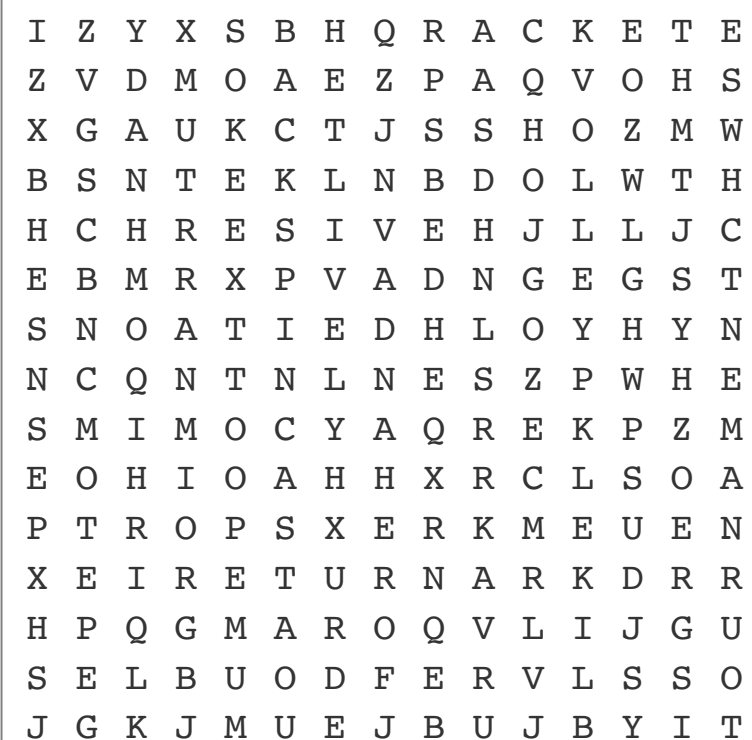 I Z Y X S B H Q R A C K E T E
Z V D M O A E Z P A Q V O H S
X G A U K C T J S S H O Z M W
B S N T E K L N B D O L W T H
H C H R E S I V E H J L L J C
E B M R X P V A D N G E G S T
S N O A T I E D H L O Y H Y N
N C Q N T N L N E S Z P W H E
S M I M O C Y A Q R E K P Z M
E O H I O A H H X R C L S O A
P T R O P S X E R K M E U E N
X E I R E T U R N A R K D R R
H P Q G M A R O Q V L I J G U
S E L B U O D F E R V L S S O
J G K J M U E J B U J B Y I T